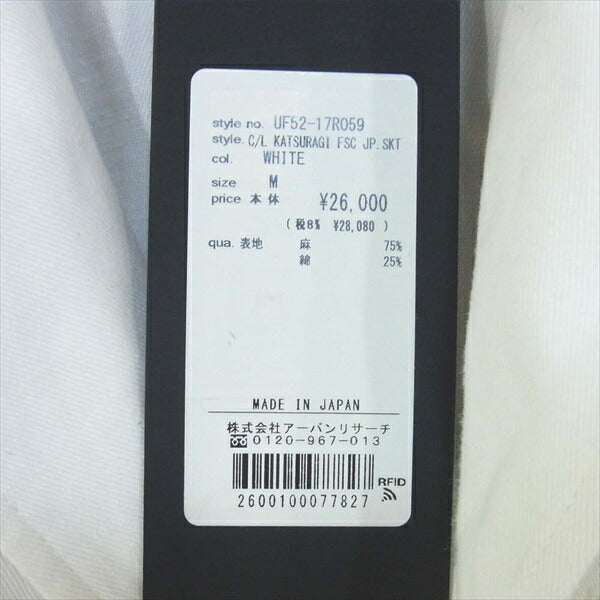 style no. UF52-17R059
style. C/L KATSURAGI FSC JP.SKT
col. WHITE
size M
price 本体 ¥26,000
(税8% ¥28,080)
qua. 表地 麻 75%
綿 25%
MADE IN JAPAN
株式会社アーバンリサーチ
0120-967-013
RFID
2600100077827